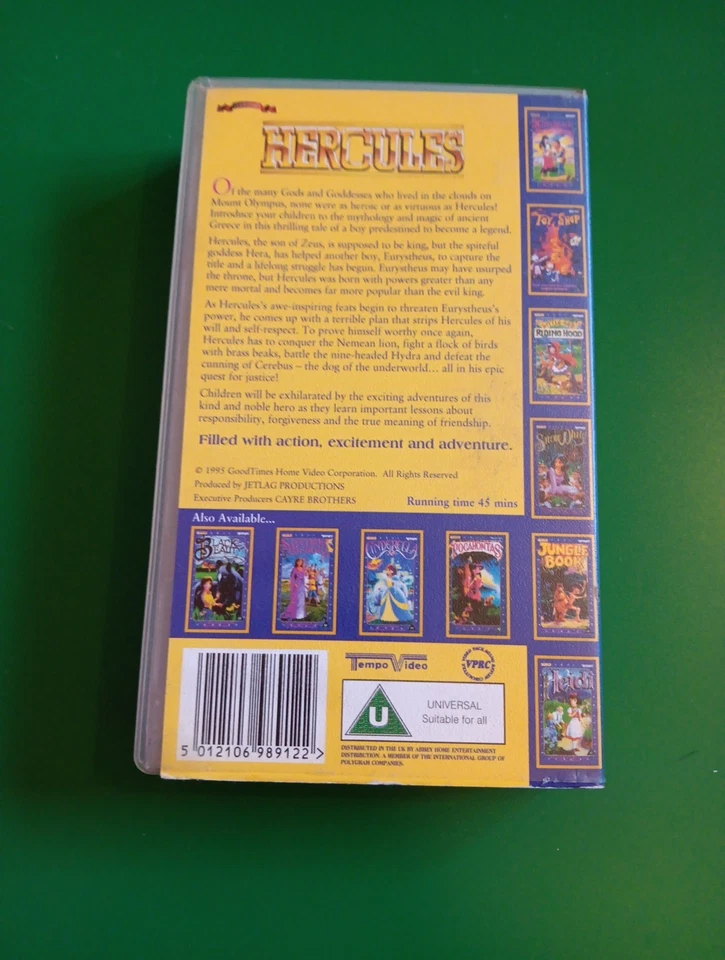 HERCULES
Of the many Gods and Goddesses who lived in the clouds on
Mount Olympus, none were as heroic or as virtuous as Hercules!
Introduce your children to the mythology and magic of ancient
Greece in this thrilling tale of a boy predestined to become a legend.
Hercules, the son of Zeus, is supposed to be king, but the spiteful
goddess Hera, has helped another boy, Eurystheus, to capture the
title and a lifelong struggle has begun. Eurystheus may have usurped
the throne, but Hercules was born with powers greater than any
mere mortal and becomes far more popular than the evil king.
As Hercules's awe-inspiring feats begin to threaten Eurystheus's
power, he comes up with a terrible plan that strips Hercules of his
will and self-respect. To prove himself worthy once again,
Hercules has to conquer the Nemean lion, fight a flock of birds
with brass beaks, battle the nine-headed Hydra and defeat the
cunning of Cerebus – the dog of the underworld... all in his epic
quest for justice!
Children will be exhilarated by the exciting adventures of this
kind and noble hero as they learn important lessons about
responsibility, forgiveness and the true meaning of friendship.
Filled with action, excitement and adventure.
© 1995 GoodTimes Home Video Corporation. All Rights Reserved
Produced by JETLAG PRODUCTIONS
Executive Producers CAYRE BROTHERS
Running time 45 mins
Also Available...
BLACK BEAUTY
CINDERELLA
POCAHONTAS
TOY SHOP
RIDING HOOD
SNOW WHITE
JUNGLE
BOOK
Heidi
5 012106 989122 >
Tempo Video
VPRC
U
UNIVERSAL
Suitable for all
DISTRIBUTED IN THE UK BY ABBEY HOME ENTERTAINMENT
DISTRIBUTION, A MEMBER OF THE INTERNATIONAL GROUP OF
POLYGRAM COMPANIES.